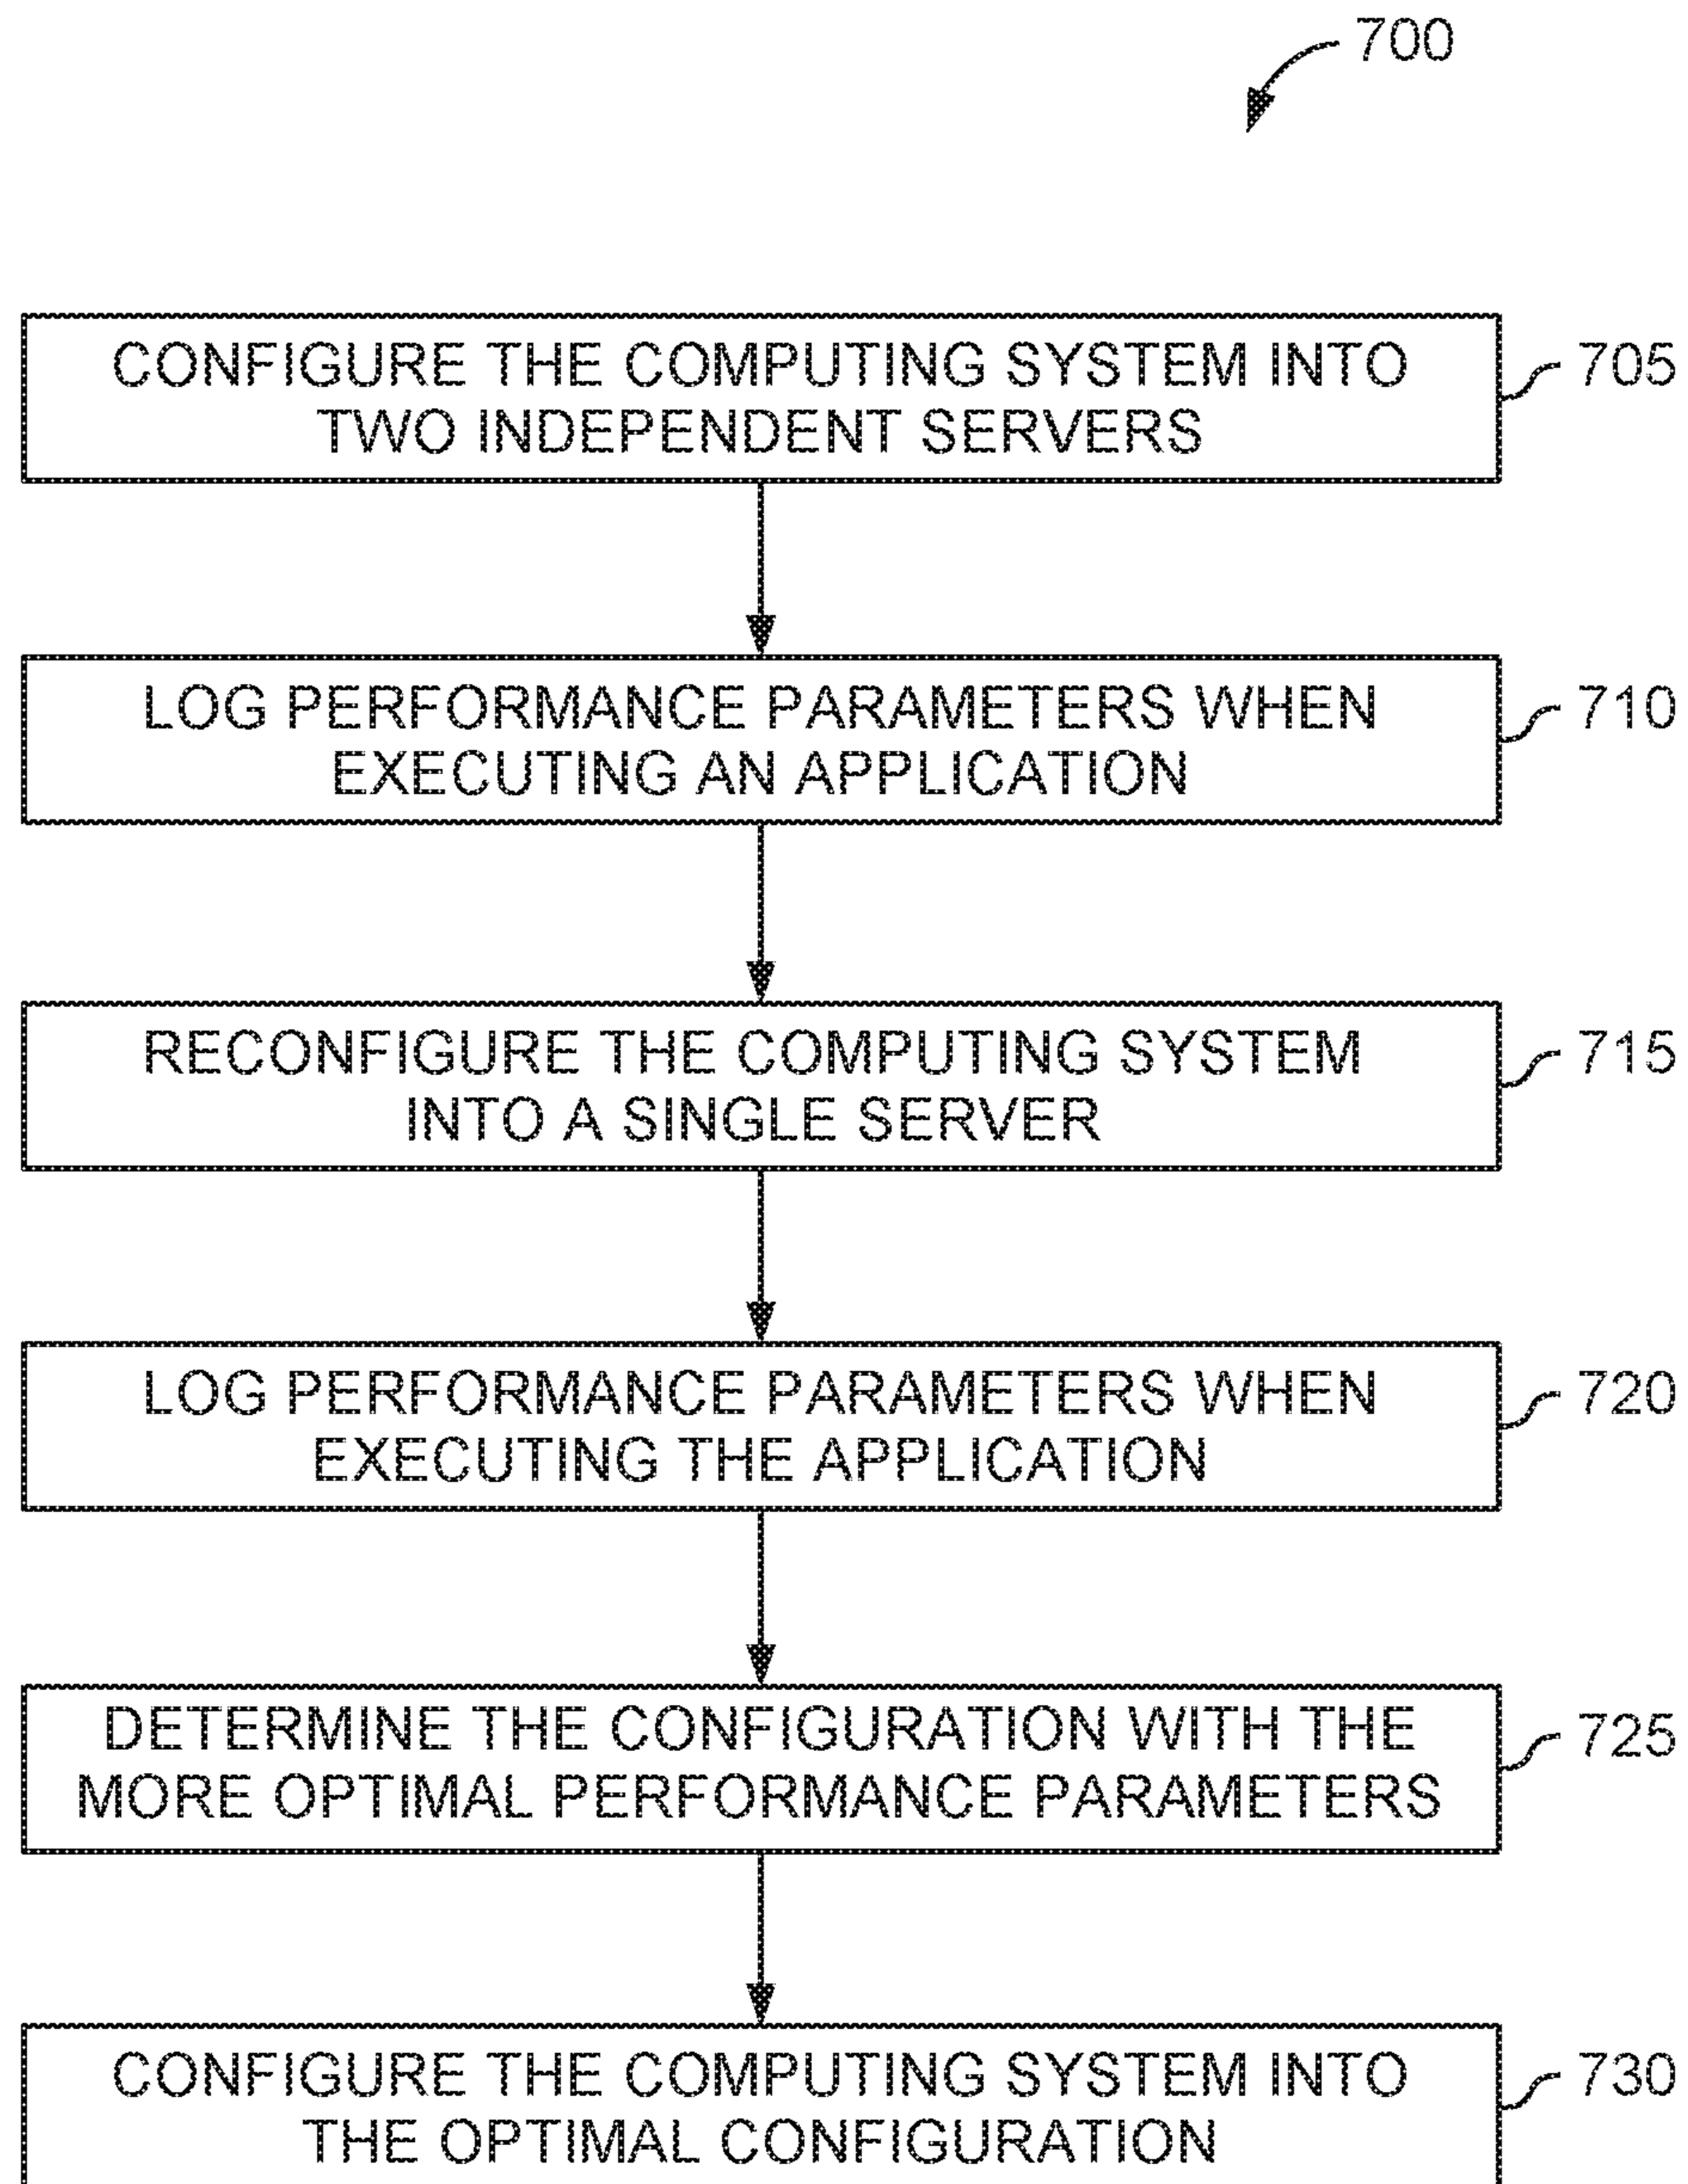 700
CONFIGURE THE COMPUTING SYSTEM INTO
TWO INDEPENDENT SERVERS
705
LOG PERFORMANCE PARAMETERS WHEN
EXECUTING AN APPLICATION
710
RECONFIGURE THE COMPUTING SYSTEM
INTO A SINGLE SERVER
715
LOG PERFORMANCE PARAMETERS WHEN
EXECUTING THE APPLICATION
720
DETERMINE THE CONFIGURATION WITH THE
MORE OPTIMAL PERFORMANCE PARAMETERS
725
CONFIGURE THE COMPUTING SYSTEM INTO
THE OPTIMAL CONFIGURATION
730